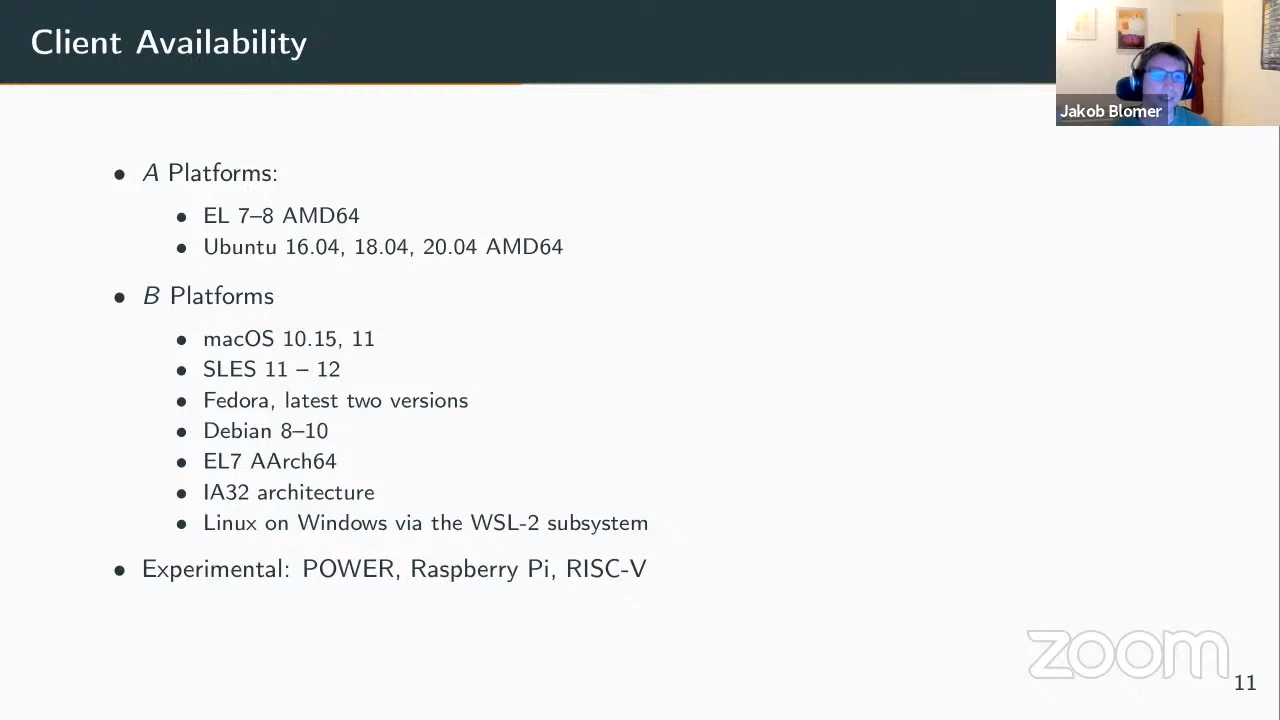 Client Availability
Jakob Blomer
• A Platforms:
• EL 7–8 AMD64
• Ubuntu 16.04, 18.04, 20.04 AMD64
• B Platforms
• macOS 10.15, 11
• SLES 11 – 12
• Fedora, latest two versions
• Debian 8–10
• EL7 AArch64
• IA32 architecture
• Linux on Windows via the WSL-2 subsystem
• Experimental: POWER, Raspberry Pi, RISC-V
zoom
11